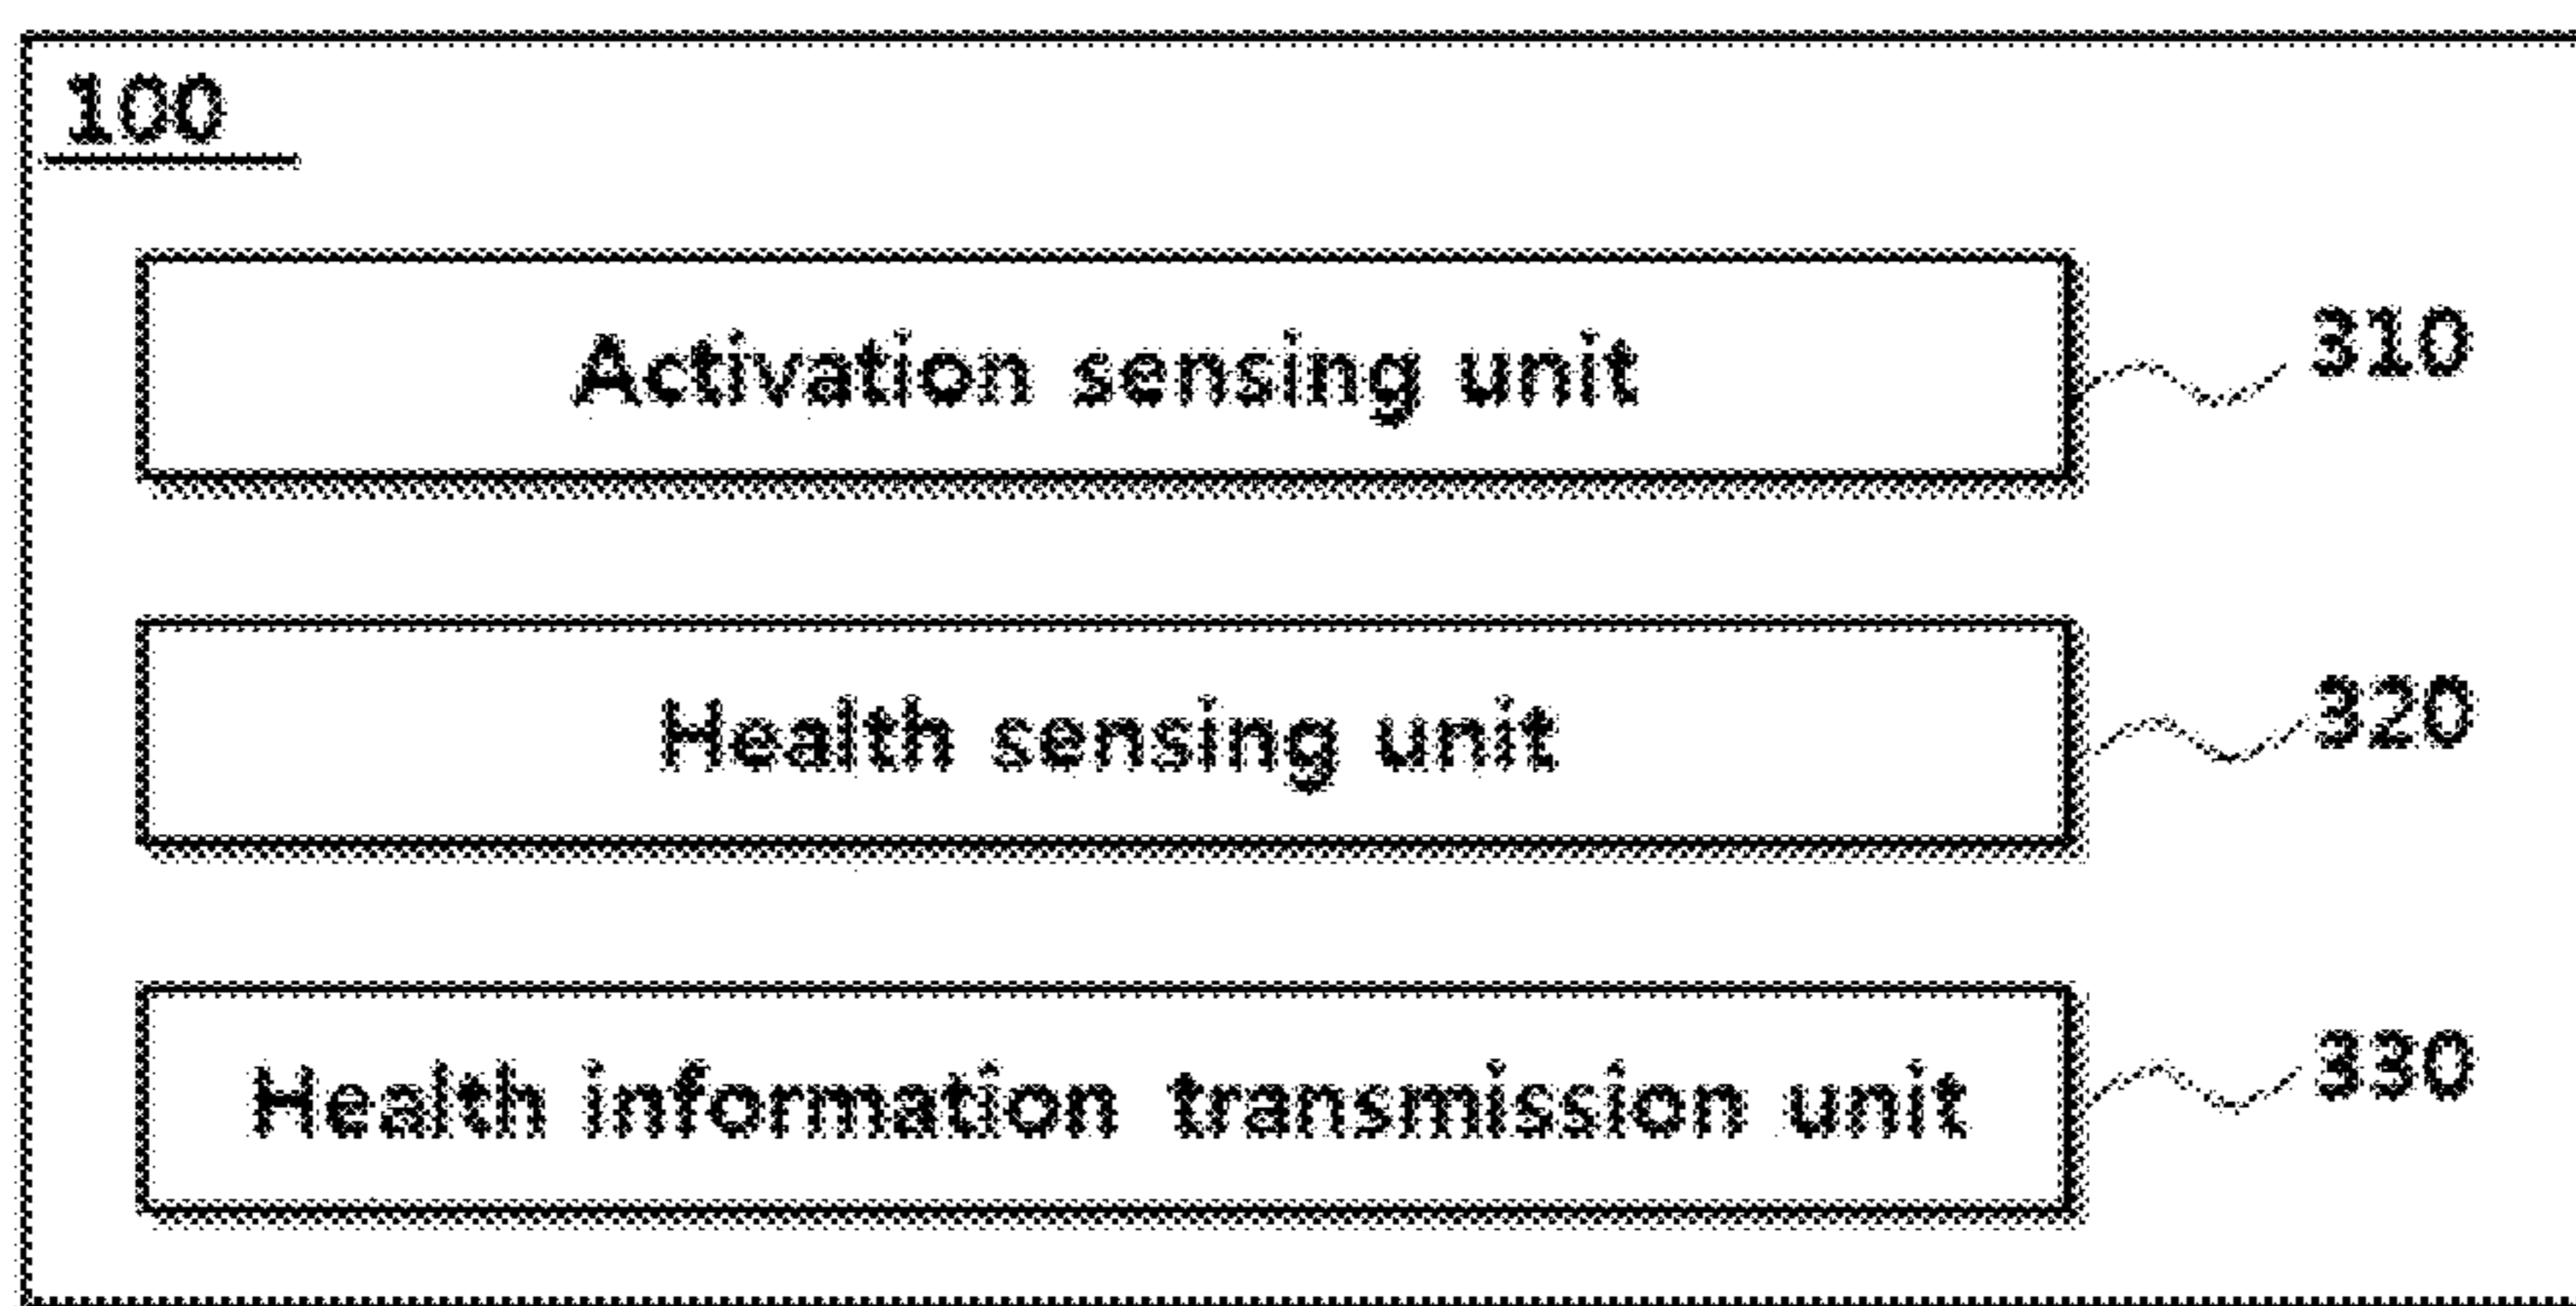 100
Activation sensing unit
310
Health sensing unit
320
Health information transmission unit
330